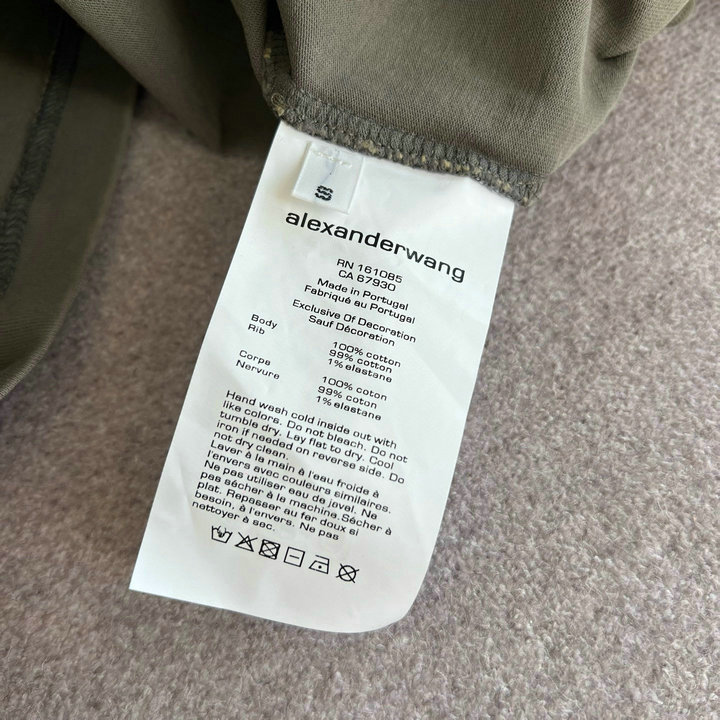 S
alexanderwang
RN 161085
CA 67930
Made in Portugal
Fabriqué au Portugal
Exclusive Of Decoration
Sauf Décoration
Body 100% cotton
Rib 99% cotton
1% elastane
Corps 100% coton
Nervure 99% coton
1% elastane
Hand wash cold inside out with
like colors. Do not bleach. Do not
tumble dry. Lay flat to dry. Cool
iron if needed on reverse side. Do
not dry clean.
Laver à la main à l'eau froide à
l'envers avec couleurs similaires.
Ne pas utiliser eau de javel. Ne
pas sécher à la machine.Sécher à
plat. Repasser au fer doux si
besoin, à l'envers. Ne pas
nettoyer à sec.